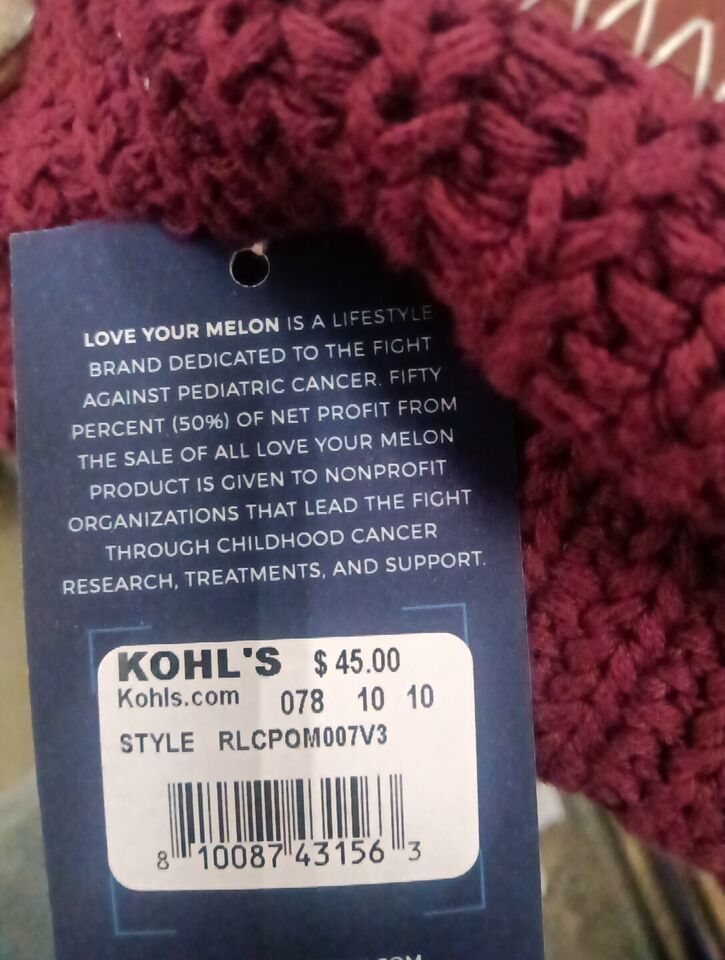 LOVE YOUR MELON IS A LIFESTYLE
BRAND DEDICATED TO THE FIGHT
AGAINST PEDIATRIC CANCER. FIFTY
PERCENT (50%) OF NET PROFIT FROM
THE SALE OF ALL LOVE YOUR MELON
PRODUCT IS GIVEN TO NONPROFIT
ORGANIZATIONS THAT LEAD THE FIGHT
THROUGH CHILDHOOD CANCER
RESEARCH, TREATMENTS, AND SUPPORT.
KOHL'S $ 45.00
Kohls.com 078 10 10
STYLE RLCPOM007V3
8 10087 43156 3